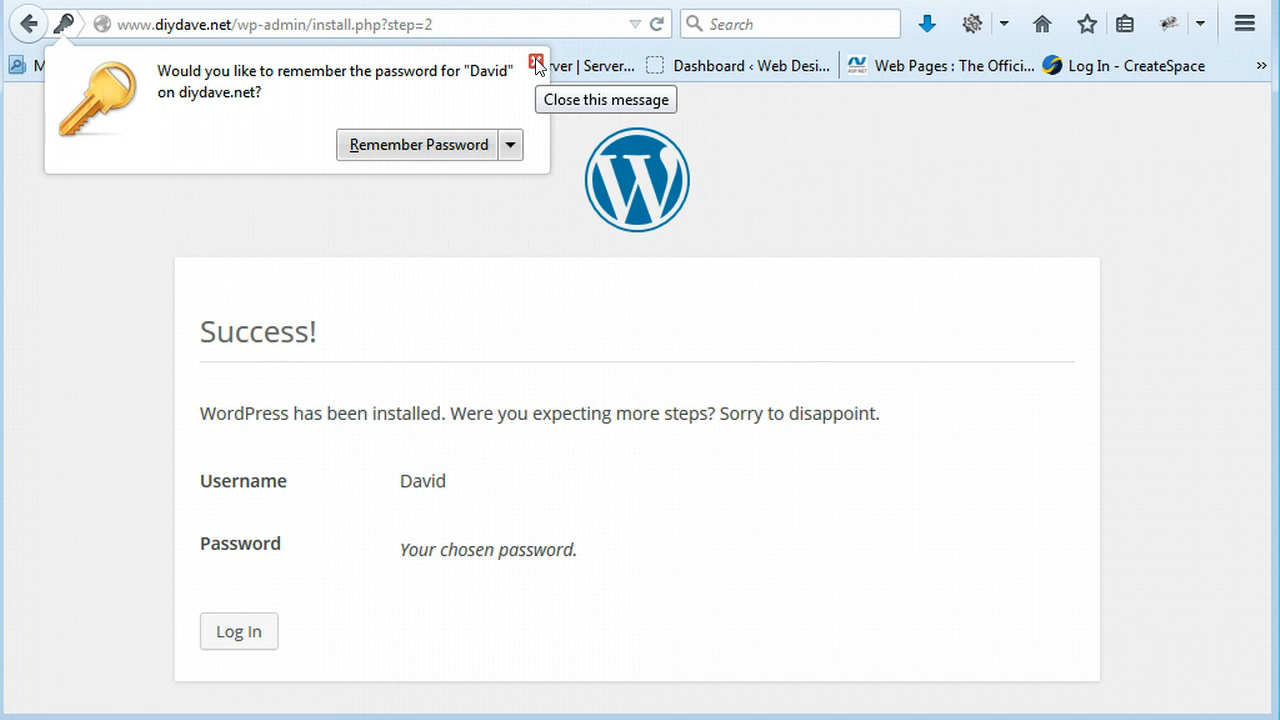 www.diydave.net/wp-admin/install.php?step=2
Search
M
rver | Server...
Dashboard ‹ Web Desi...
ASP.NET
Web Pages : The Offici...
Log In - CreateSpace
»
Would you like to remember the password for "David"
on diydave.net?
Close this message
Remember Password
W
Success!
WordPress has been installed. Were you expecting more steps? Sorry to disappoint.
Username David
Password Your chosen password.
Log In